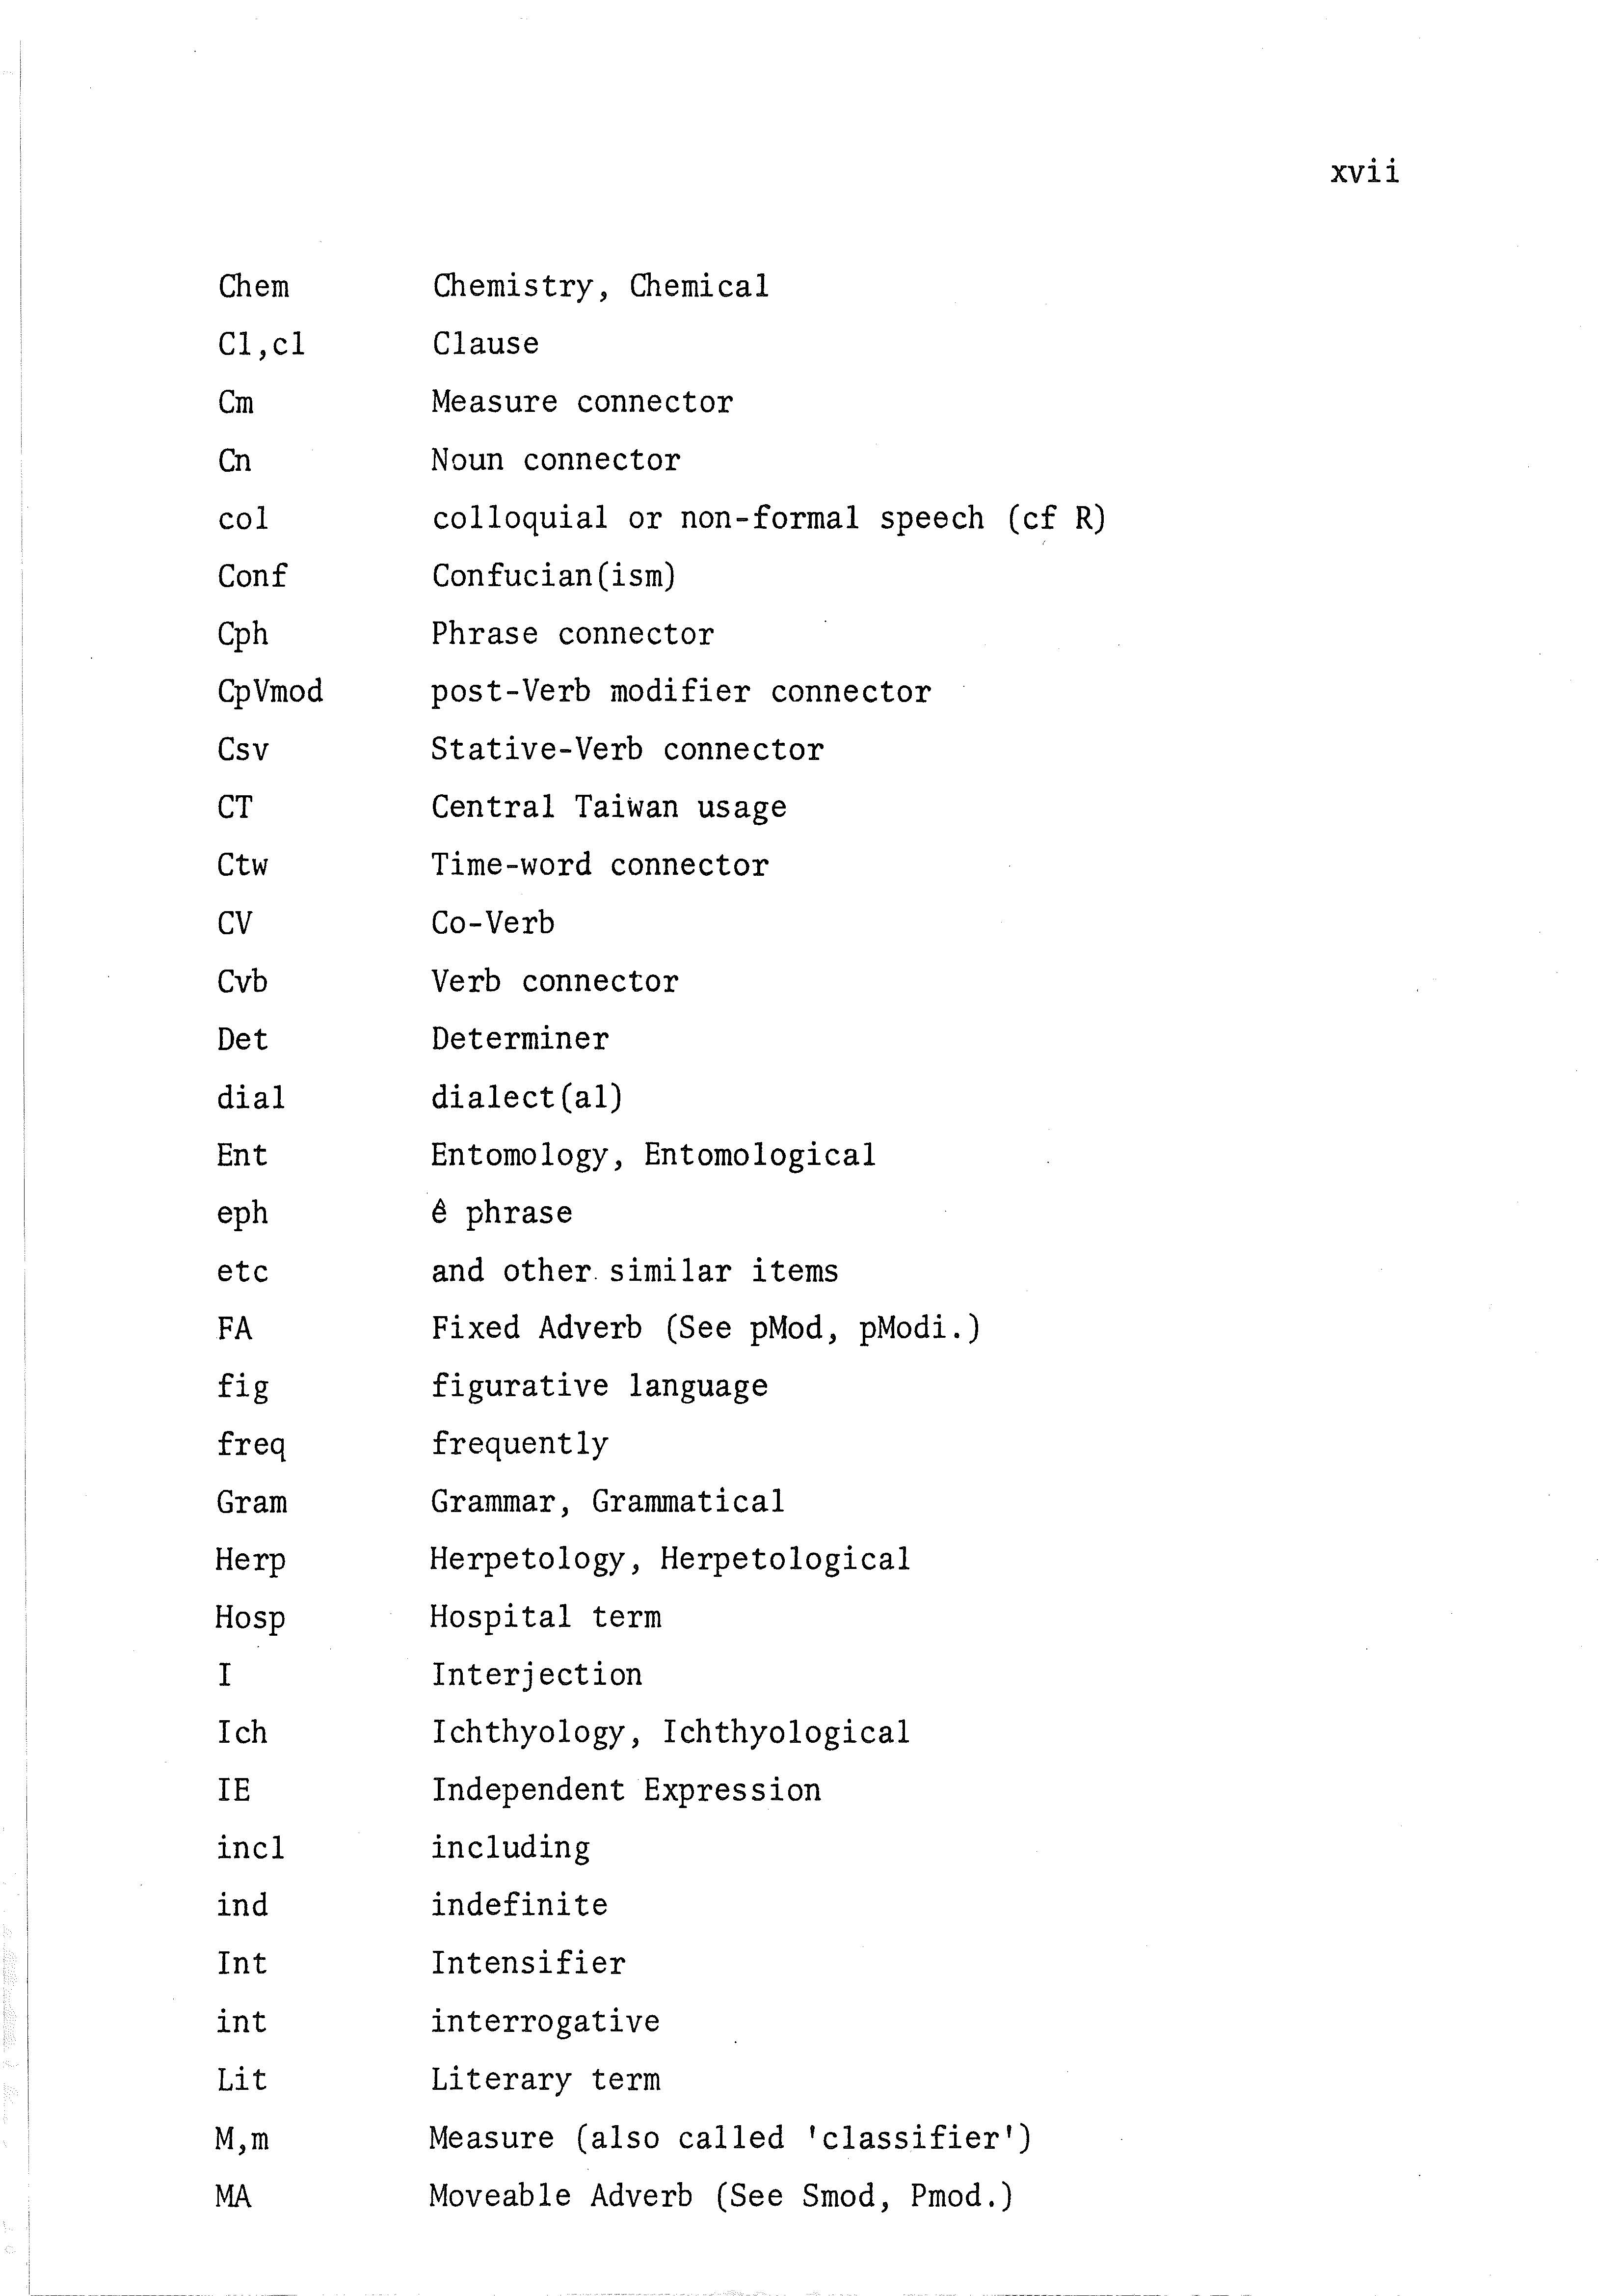 xvii
Chem Chemistry, Chemical
Cl,cl Clause
Cm Measure connector
Cn Noun connector
col colloquial or non-formal speech (cf R)
Conf Confucian(ism)
Cph Phrase connector
CpVmod post-Verb modifier connector
Csv Stative-Verb connector
CT Central Taiwan usage
Ctw Time-word connector
CV Co-Verb
Cvb Verb connector
Det Determiner
dial dialect(al)
Ent Entomology, Entomological
eph ê phrase
etc and other similar items
FA Fixed Adverb (See pMod, pModi.)
fig figurative language
freq frequently
Gram Grammar, Grammatical
Herp Herpetology, Herpetological
Hosp Hospital term
I Interjection
Ich Ichthyology, Ichthyological
IE Independent Expression
incl including
ind indefinite
Int Intensifier
int interrogative
Lit Literary term
M,m Measure (also called 'classifier')
MA Moveable Adverb (See Smod, Pmod.)